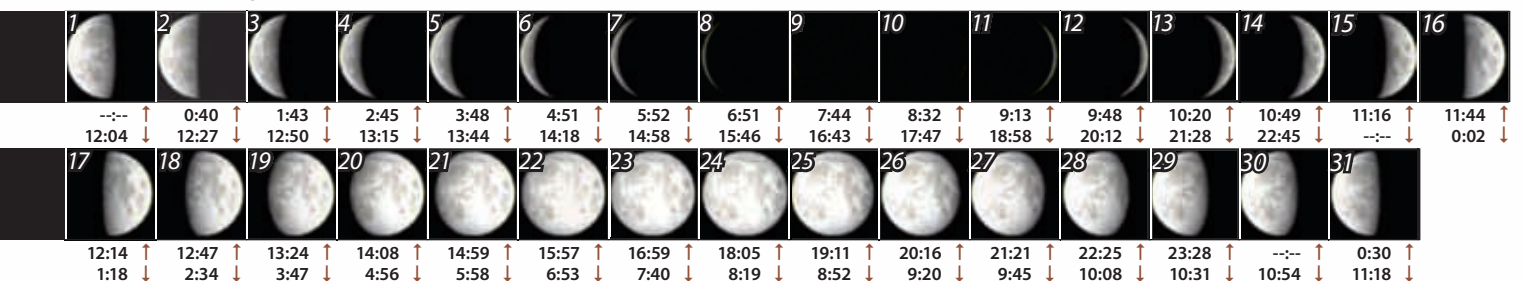 1 2 3 4 5 6 7 8 9 10 11 12 13 14 15 16
--:-- ↑ 0:40 ↑ 1:43 ↑ 2:45 ↑ 3:48 ↑ 4:51 ↑ 5:52 ↑ 6:51 ↑ 7:44 ↑ 8:32 ↑ 9:13 ↑ 9:48 ↑ 10:20 ↑ 10:49 ↑ 11:16 ↑ 11:44 ↑
12:04 ↓ 12:27 ↓ 12:50 ↓ 13:15 ↓ 13:44 ↓ 14:18 ↓ 14:58 ↓ 15:46 ↓ 16:43 ↓ 17:47 ↓ 18:58 ↓ 20:12 ↓ 21:28 ↓ 22:45 ↓ --:-- ↓ 0:02 ↓
17 18 19 20 21 22 23 24 25 26 27 28 29 30 31
12:14 ↑ 12:47 ↑ 13:24 ↑ 14:08 ↑ 14:59 ↑ 15:57 ↑ 16:59 ↑ 18:05 ↑ 19:11 ↑ 20:16 ↑ 21:21 ↑ 22:25 ↑ 23:28 ↑ --:-- ↑ 0:30 ↑
1:18 ↓ 2:34 ↓ 3:47 ↓ 4:56 ↓ 5:58 ↓ 6:53 ↓ 7:40 ↓ 8:19 ↓ 8:52 ↓ 9:20 ↓ 9:45 ↓ 10:08 ↓ 10:31 ↓ 10:54 ↓ 11:18 ↓